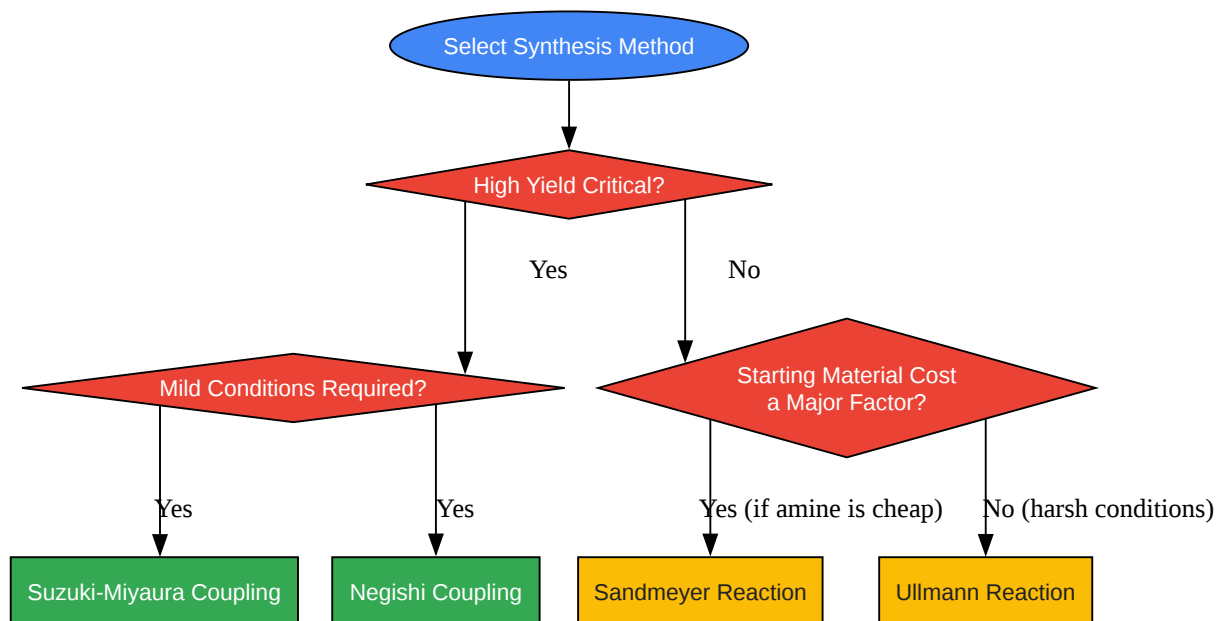 Select Synthesis Method
High Yield Critical?
Yes
No
Mild Conditions Required?
Starting Material Cost
a Major Factor?
Yes
Yes
Yes (if amine is cheap)
No (harsh conditions)
Suzuki-Miyaura Coupling
Negishi Coupling
Sandmeyer Reaction
Ullmann Reaction